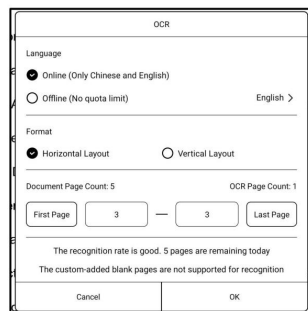 OCR
Language
Online (Only Chinese and English)
Offline (No quota limit) English >
Format
Horizontal Layout Vertical Layout
Document Page Count: 5 OCR Page Count: 1
First Page 3 — 3 Last Page
The recognition rate is good. 5 pages are remaining today
The custom-added blank pages are not supported for recognition
Cancel OK